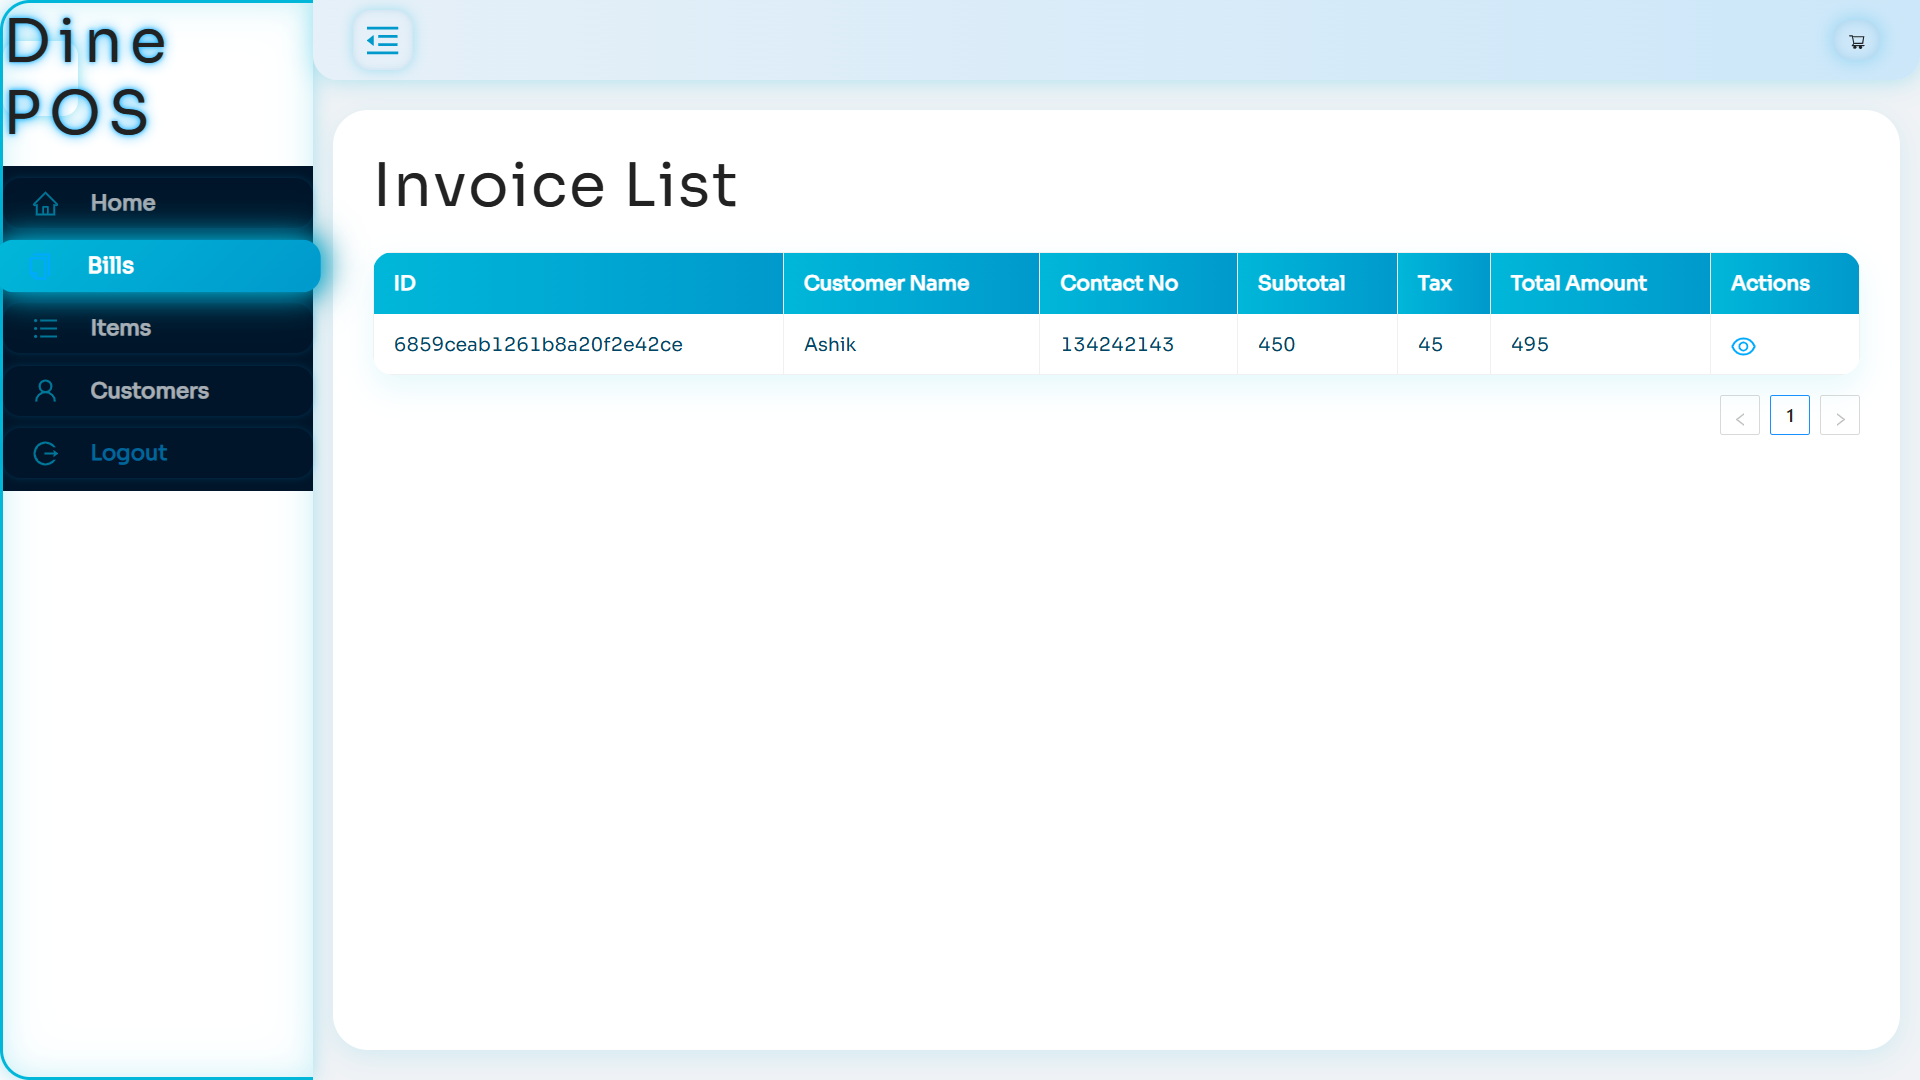 Dine
POS
Home
Bills
Items
Customers
Logout
Invoice List
ID Customer Name Contact No Subtotal Tax Total Amount Actions
6859ceab1261b8a20f2e42ce Ashik 134242143 450 45 495
< 1 >